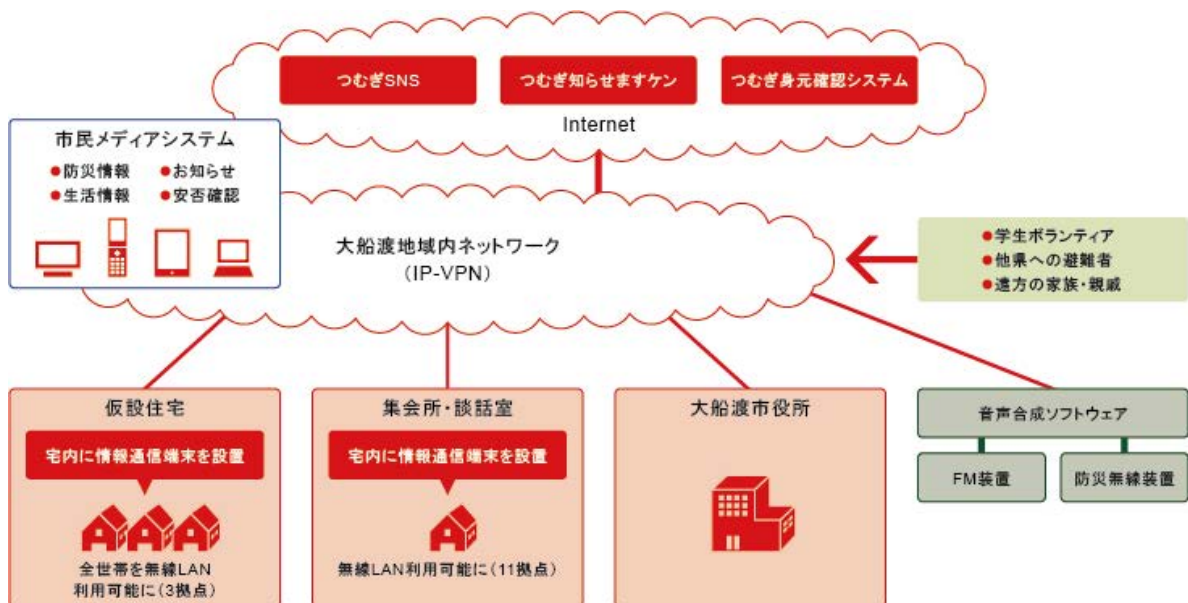 つむぎSNS
つむぎ知らせますケン
つむぎ身元確認システム
Internet
市民メディアシステム
●防災情報 ●お知らせ
●生活情報 ●安否確認
大船渡地域内ネットワーク
(IP-VPN)
●学生ボランティア
●他県への避難者
●遠方の家族・親戚
仮設住宅
宅内に情報通信端末を設置
全世帯を無線LAN
利用可能に(3拠点)
集会所・談話室
宅内に情報通信端末を設置
無線LAN利用可能に(11拠点)
大船渡市役所
音声合成ソフトウェア
FM装置
防災無線装置